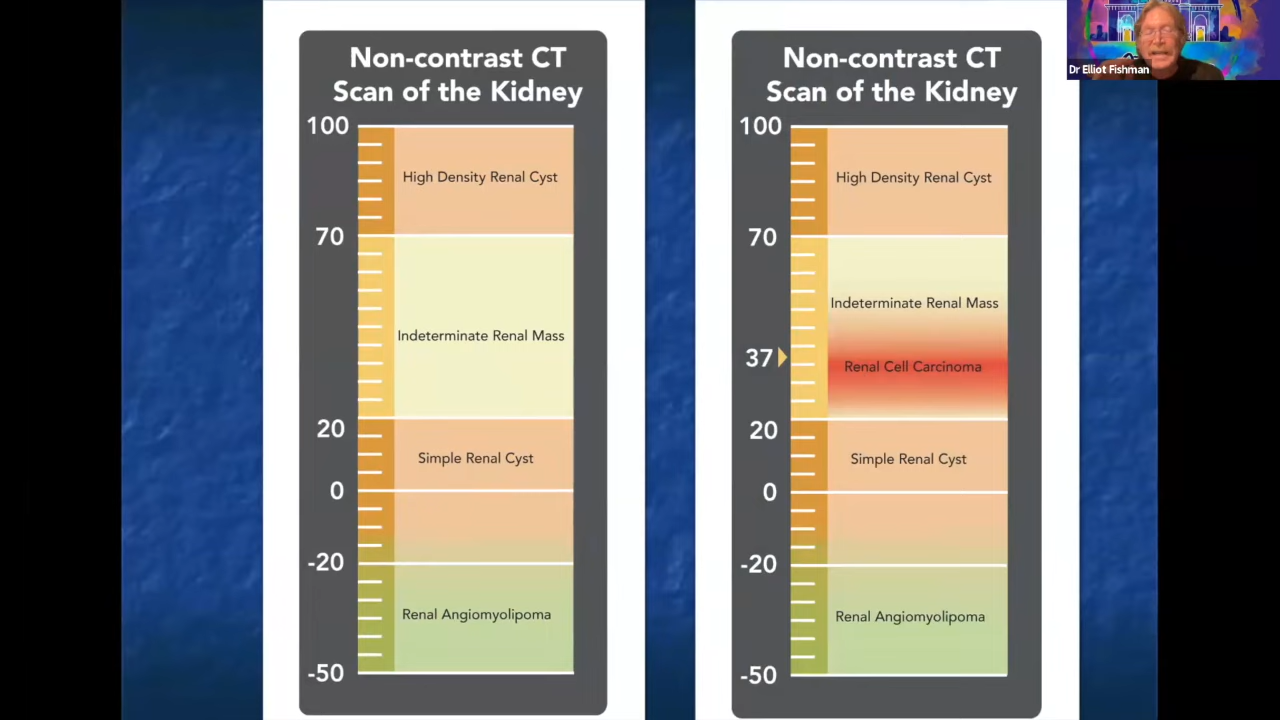 Non-contrast CT
Scan of the Kidney
100
High Density Renal Cyst
70
Indeterminate Renal Mass
20
Simple Renal Cyst
0
-20
Renal Angiomyolipoma
-50
Non-contrast CT
Scan of the Kidney
100
High Density Renal Cyst
70
Indeterminate Renal Mass
37
Renal Cell Carcinoma
20
Simple Renal Cyst
0
-20
Renal Angiomyolipoma
-50
Dr Elliot Fishman